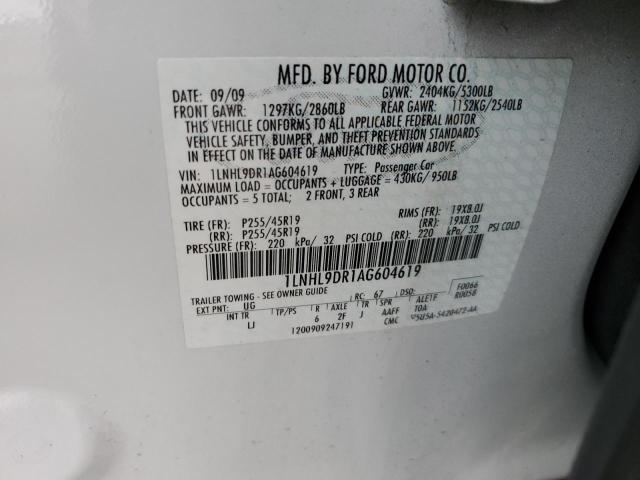 MFD. BY FORD MOTOR CO.
DATE: 09/09 GVWR: 2404KG/5300LB
FRONT GAWR: 1297KG/2860LB REAR GAWR: 1152KG/2540LB
THIS VEHICLE CONFORMS TO ALL APPLICABLE FEDERAL MOTOR
VEHICLE SAFETY, BUMPER, AND THEFT PREVENTION STANDARDS
IN EFFECT ON THE DATE OF MANUFACTURE SHOWN ABOVE.
VIN: 1LNHL9DR1AG604619 TYPE: Passenger Car
MAXIMUM LOAD = OCCUPANTS + LUGGAGE = 430KG/950LB
OCCUPANTS = 5 TOTAL; 2 FRONT, 3 REAR
TIRE (FR): P255/45R19 RIMS (FR): 19X8.0J
(RR): P255/45R19 (RR): 19X8.0J
PRESSURE (FR): 220 kPa/ 32 PSI COLD (RR): 220 kPa/ 32 PSI COLD
1LNHL9DR1AG604619
TRAILER TOWING - SEE OWNER GUIDE F0066
EXT PNT: UG RC: 67 DSO: R0058
INT TR TP/PS R AXLE TR SPR ALETF
LJ 6 2F J AAFF TOA
1200909247191 CMC 5U5A-5420472-AA